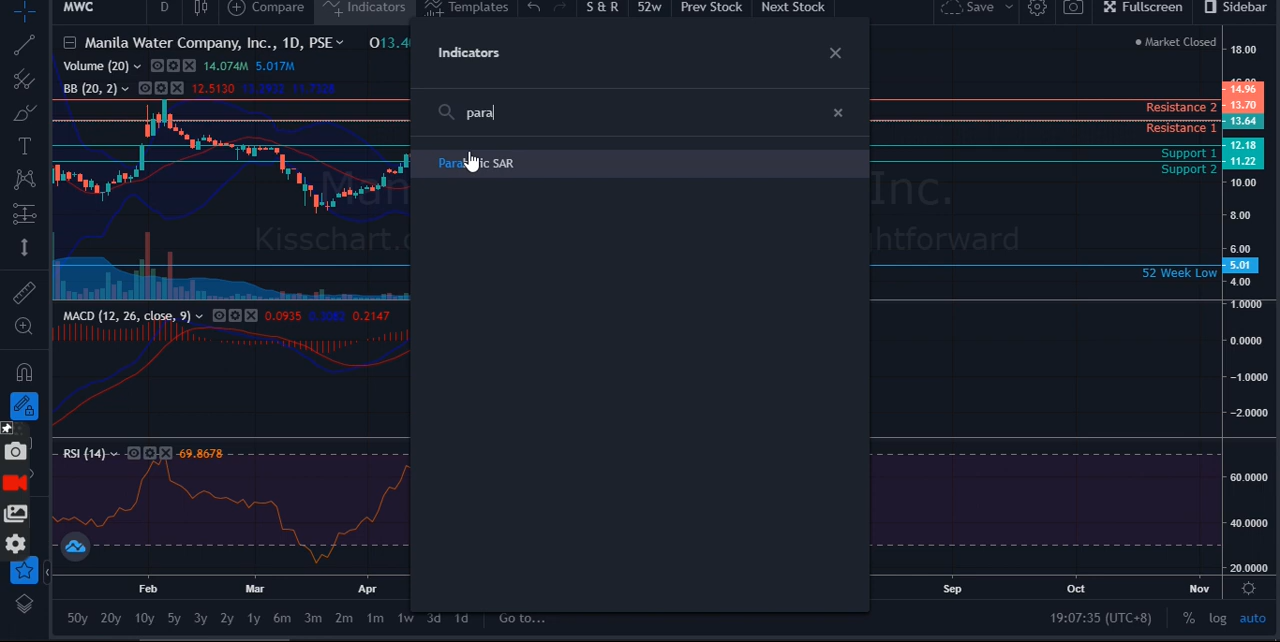 MWC D Compare Indicators Templates S & R 52w Prev Stock Next Stock Save Fullscreen Sidebar
Indicators
Manila Water Company, Inc., 1D, PSE
Market Closed
Volume (20) 14.074M 5.017M
BB (20, 2) 12.5130
para
SAR
18.00
14.96
Resistance 2
13.70
13.64
Resistance 1
12.18
Support 1
11.22
Support 2
10.00
Inc.
8.00
Kisschart.
htforward
6.00
5.01
52 Week Low
4.00
MACD (12, 26, close, 9) 0.0935 0.3083 0.2147
1.0000
0.0000
−1.0000
−2.0000
RSI (14) 69.8678
60.0000
40.0000
20.0000
Feb Mar Apr Sep Oct Nov
50y 20y 10y 5y 3y 2y 1y 6m 3m 2m 1m 1w 3d 1d Go to... 19:07:35 (UTC+8) % log auto